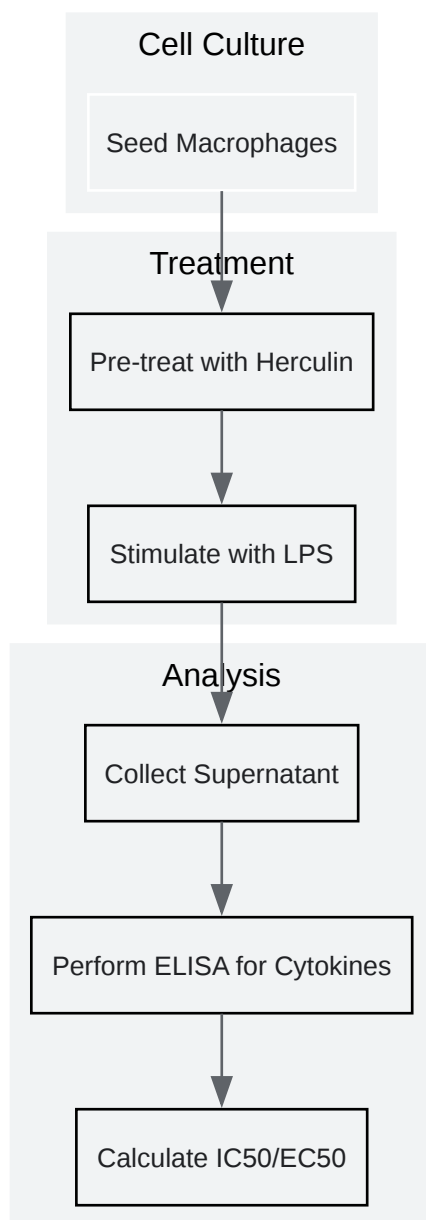 Cell Culture
Seed Macrophages
Treatment
Pre-treat with Herculin
Stimulate with LPS
Analysis
Collect Supernatant
Perform ELISA for Cytokines
Calculate IC50/EC50